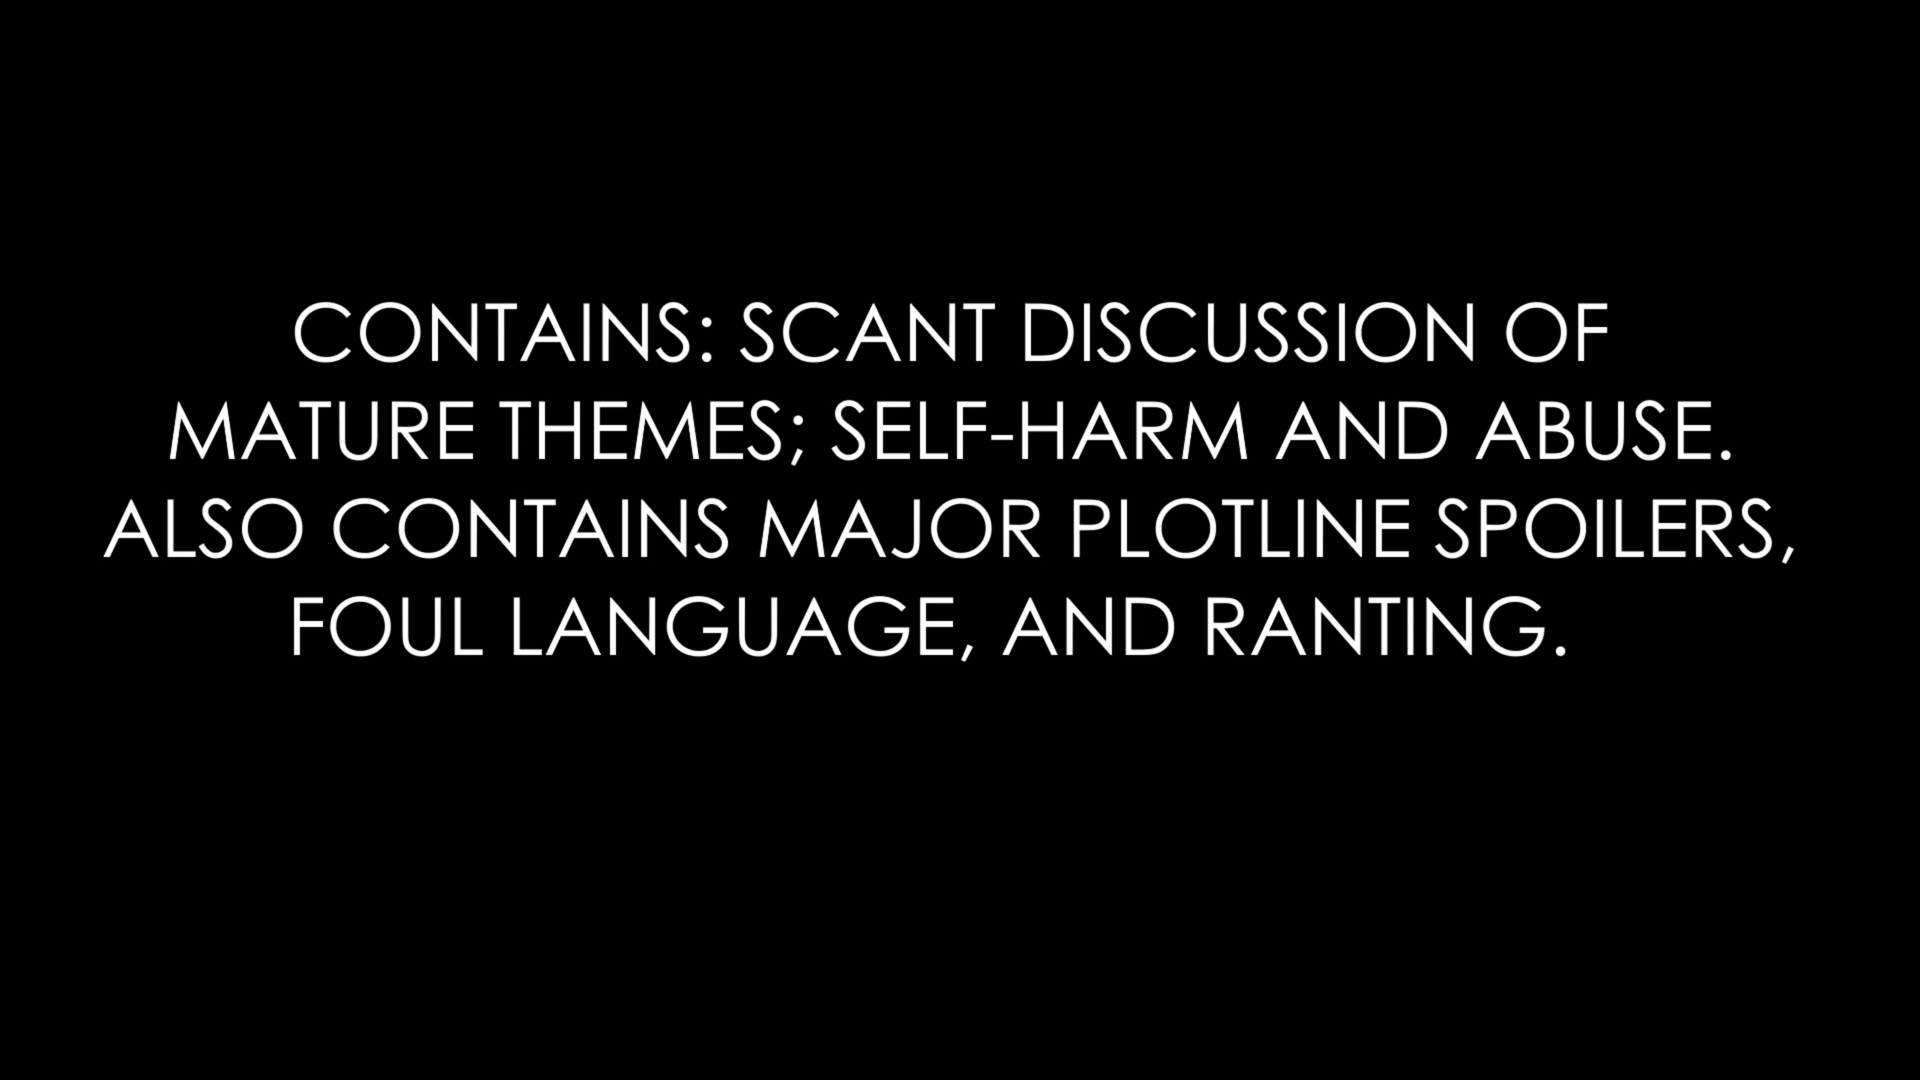 CONTAINS: SCANT DISCUSSION OF
MATURE THEMES; SELF-HARM AND ABUSE.
ALSO CONTAINS MAJOR PLOTLINE SPOILERS,
FOUL LANGUAGE, AND RANTING.